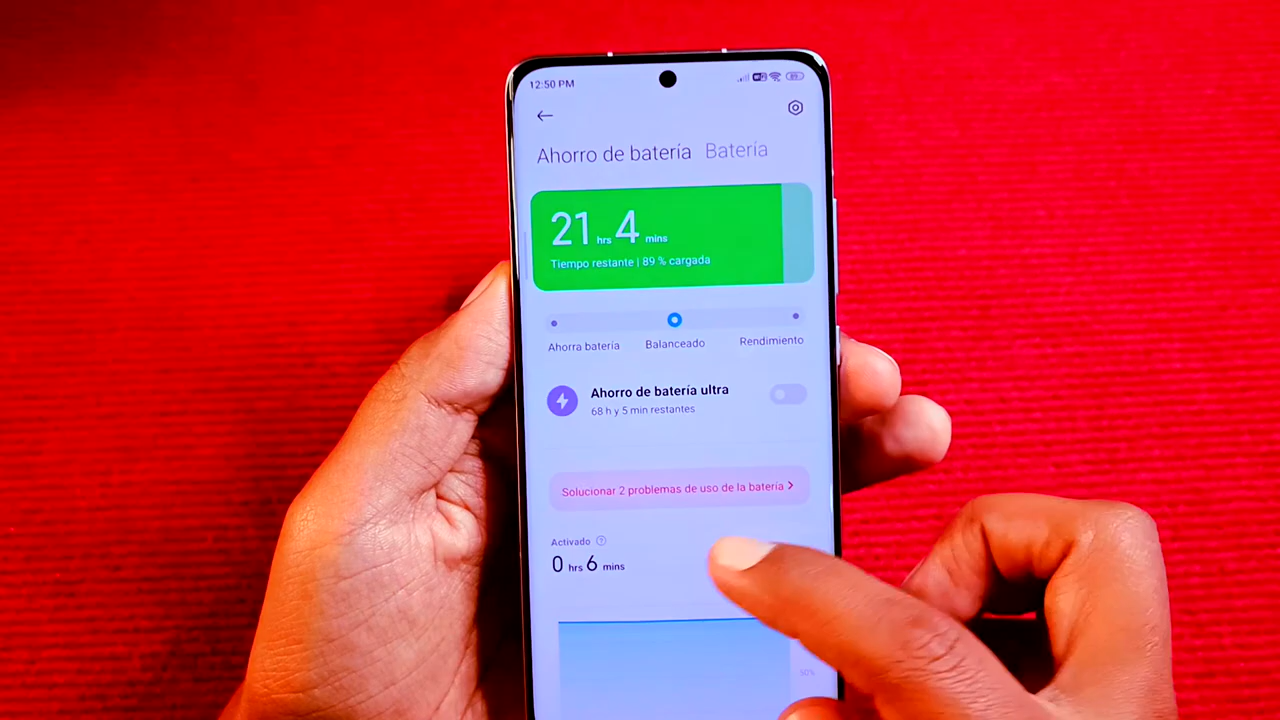 12:50 PM
89
Ahorro de batería Batería
21 hrs 4 mins
Tiempo restante | 89 % cargada
Ahorra batería Balanceado Rendimiento
Ahorro de batería ultra
68 h y 5 min restantes
Solucionar 2 problemas de uso de la batería >
Activado ?
0 hrs 6 mins
50%